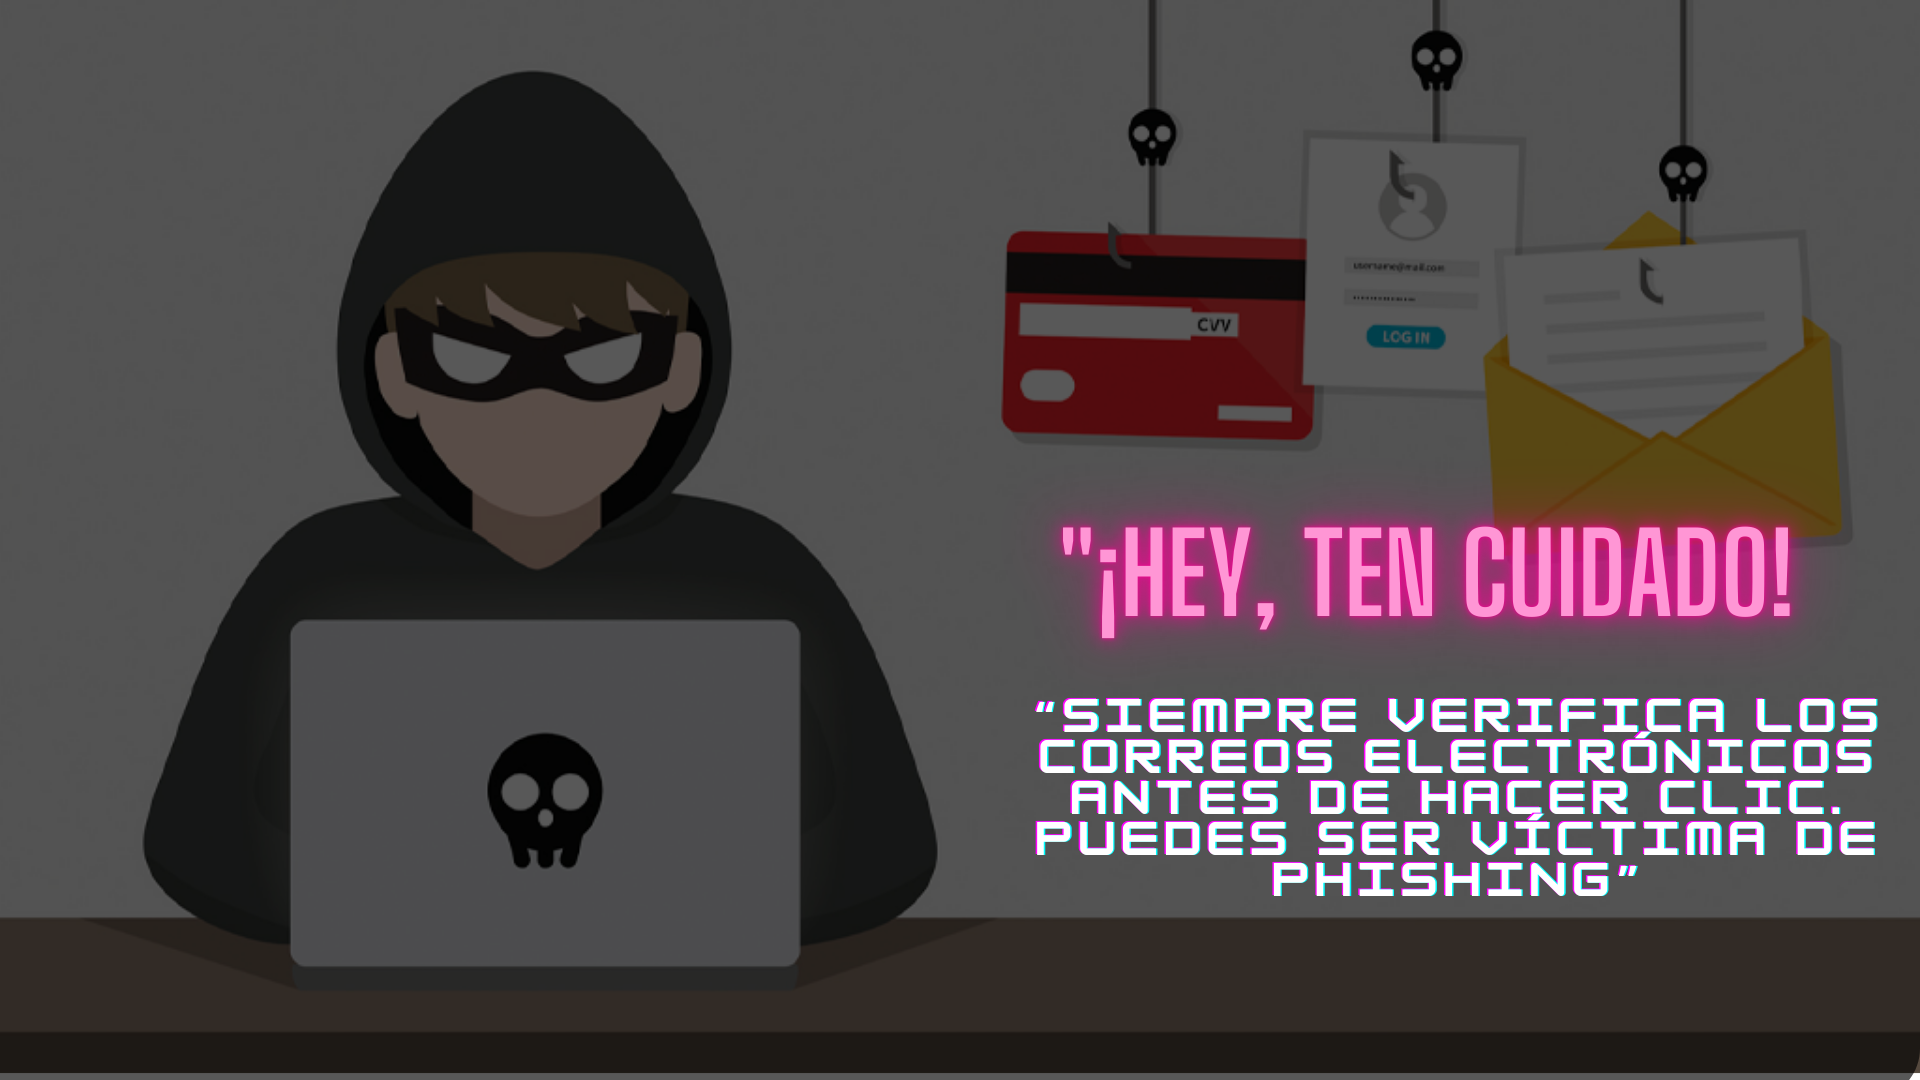 username@mail.com
CVV
LOG IN
"¡HEY, TEN CUIDADO!
“SIEMPRE VERIFICA LOS
CORREOS ELECTRÓNICOS
ANTES DE HACER CLIC.
PUEDES SER VÍCTIMA DE
PHISHING”